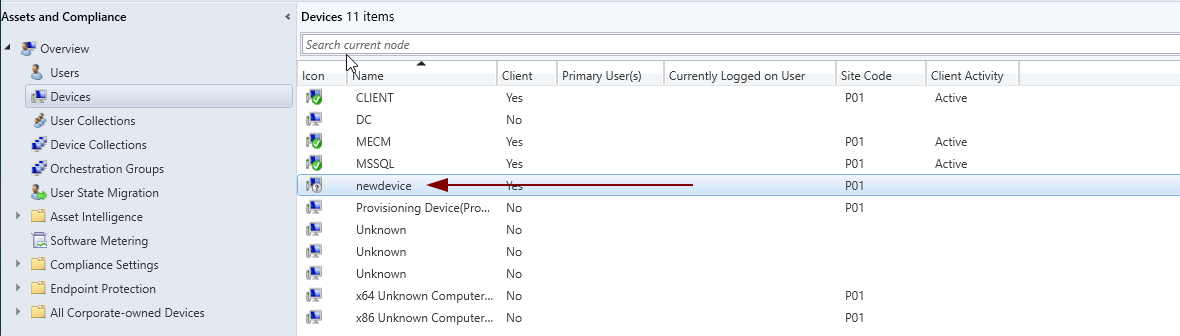 Assets and Compliance
Overview
Users
Devices
User Collections
Device Collections
Orchestration Groups
User State Migration
Asset Intelligence
Software Metering
Compliance Settings
Endpoint Protection
All Corporate-owned Devices
Devices 11 items
Search current node
Icon Name Client Primary User(s) Currently Logged on User Site Code Client Activity
CLIENT Yes P01 Active
DC No
MECM Yes P01 Active
MSSQL Yes P01 Active
newdevice Yes P01
Provisioning Device(Pro... No P01
Unknown No
Unknown No
Unknown No
x64 Unknown Computer... No P01
x86 Unknown Computer... No P01